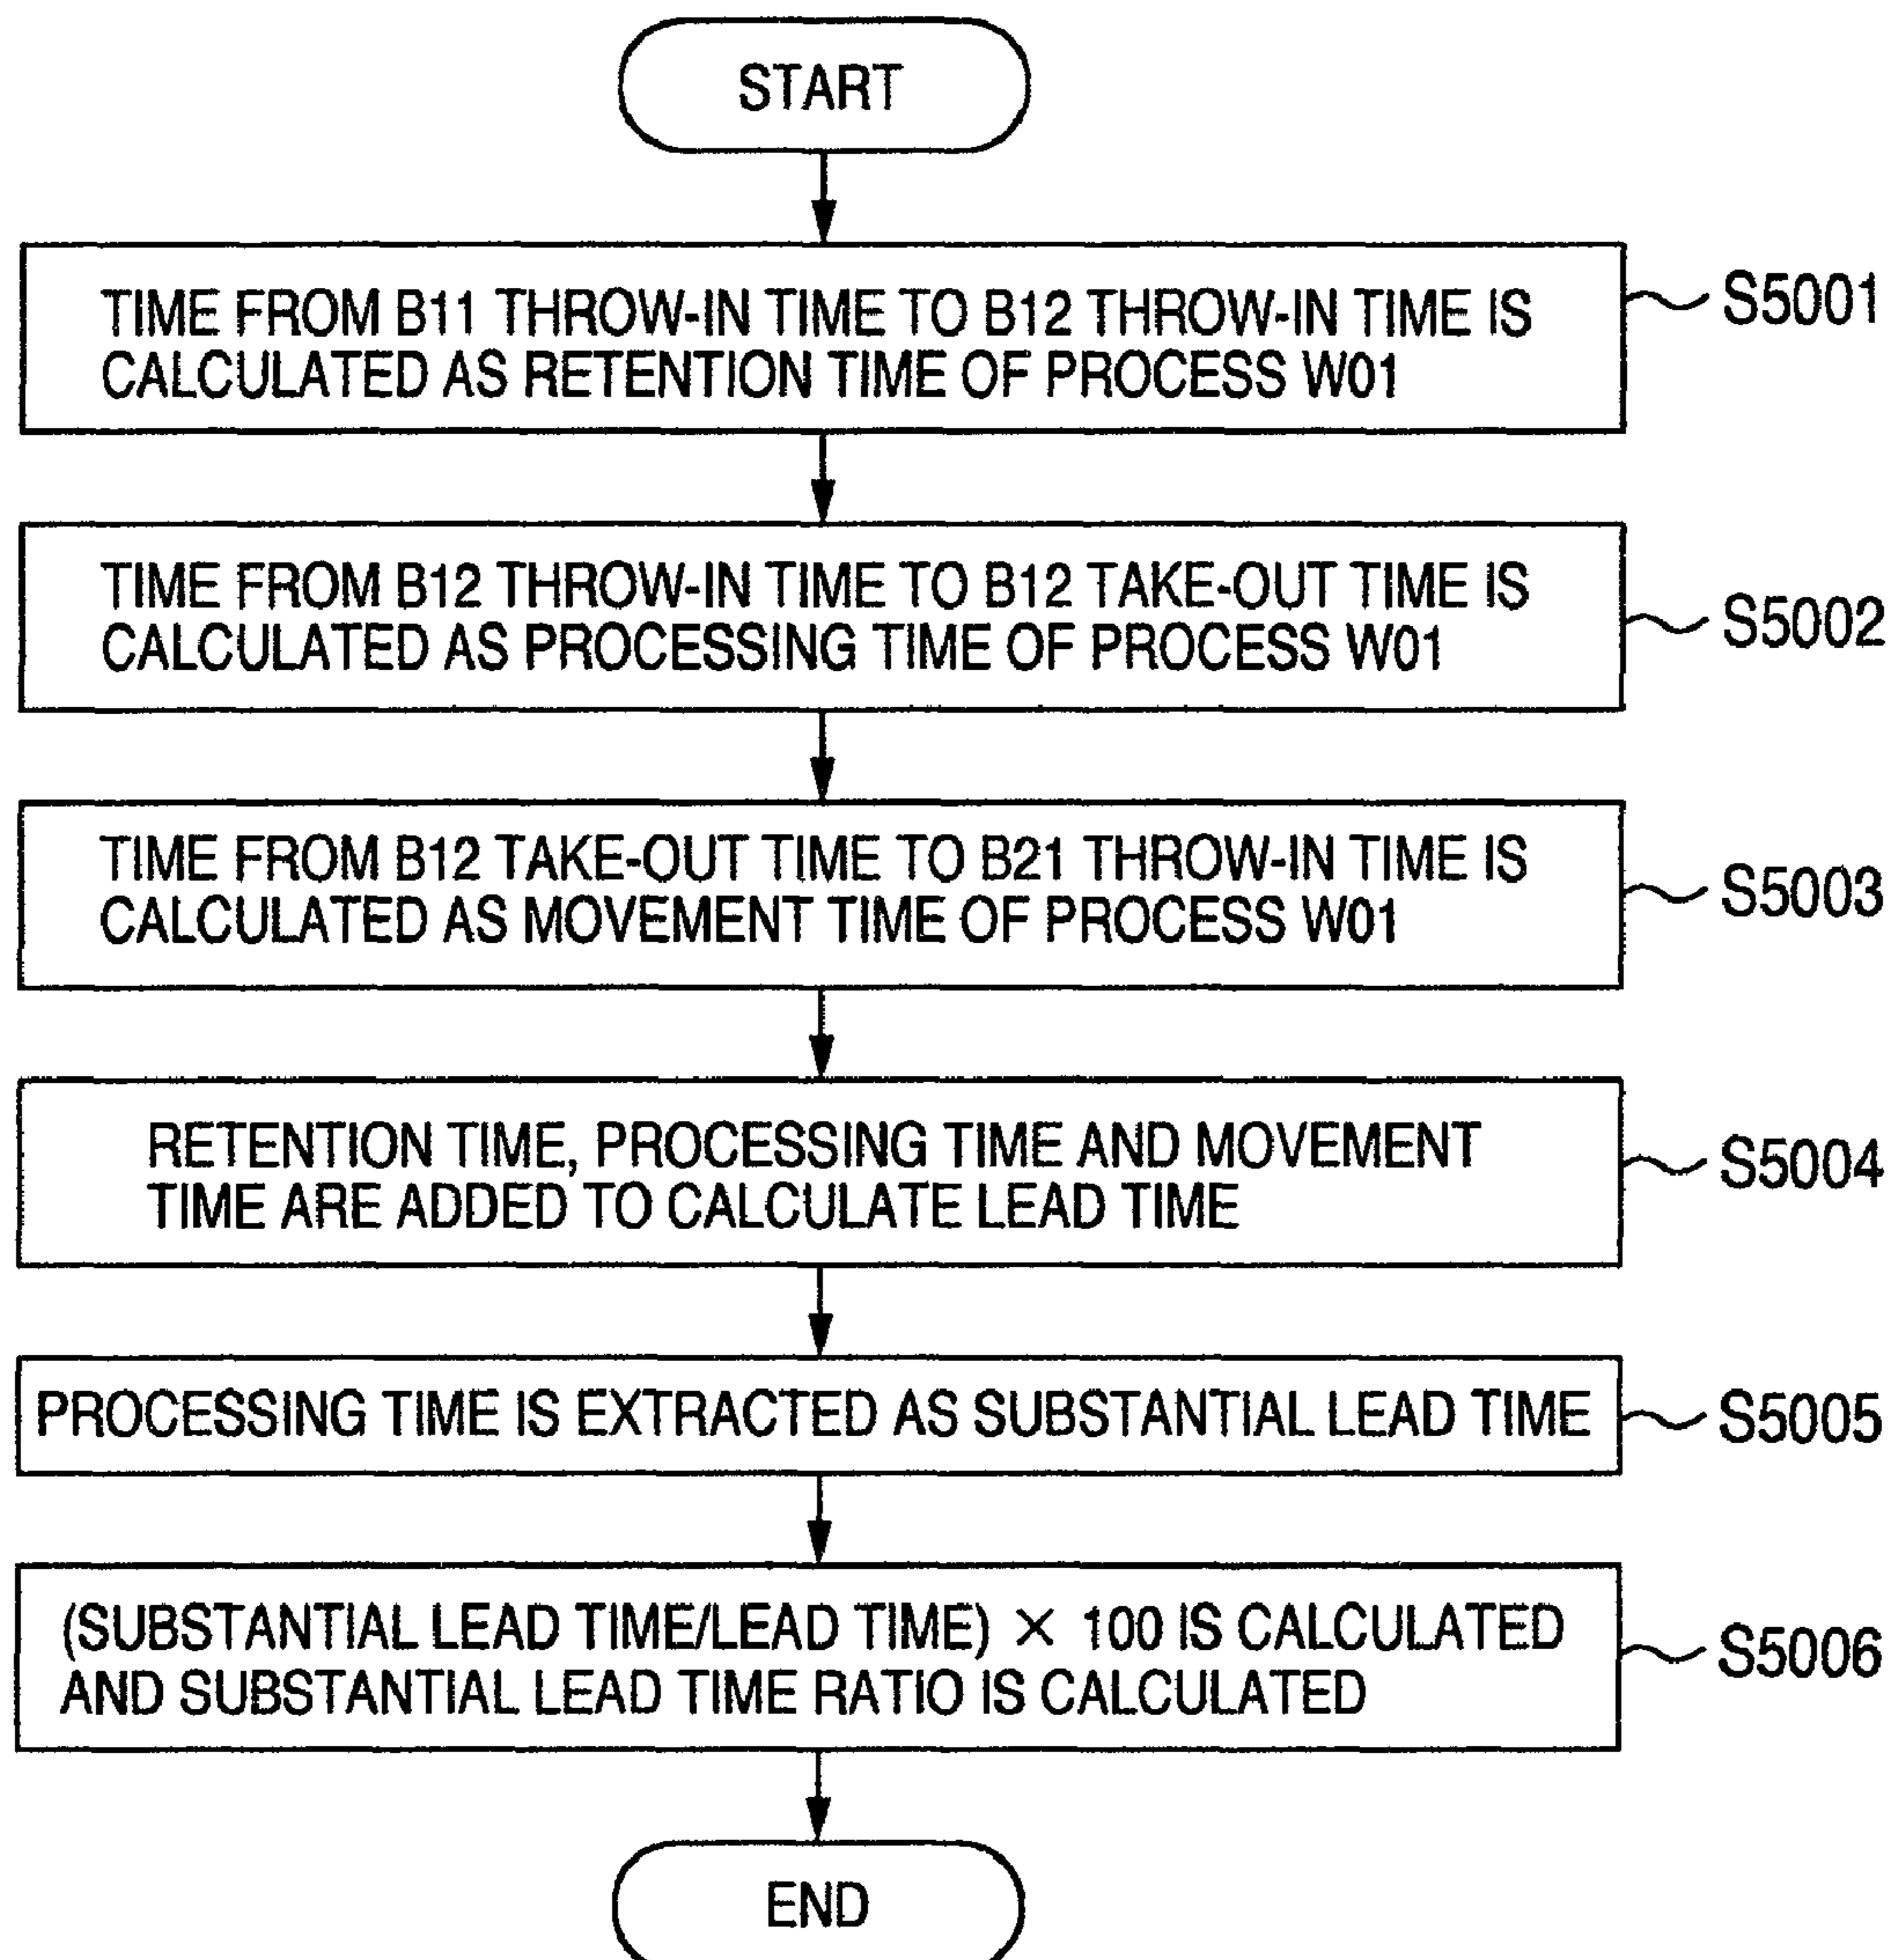 START
TIME FROM B11 THROW-IN TIME TO B12 THROW-IN TIME IS
CALCULATED AS RETENTION TIME OF PROCESS W01
S5001
TIME FROM B12 THROW-IN TIME TO B12 TAKE-OUT TIME IS
CALCULATED AS PROCESSING TIME OF PROCESS W01
S5002
TIME FROM B12 TAKE-OUT TIME TO B21 THROW-IN TIME IS
CALCULATED AS MOVEMENT TIME OF PROCESS W01
S5003
RETENTION TIME, PROCESSING TIME AND MOVEMENT
TIME ARE ADDED TO CALCULATE LEAD TIME
S5004
PROCESSING TIME IS EXTRACTED AS SUBSTANTIAL LEAD TIME
S5005
(SUBSTANTIAL LEAD TIME/LEAD TIME) × 100 IS CALCULATED
AND SUBSTANTIAL LEAD TIME RATIO IS CALCULATED
S5006
END